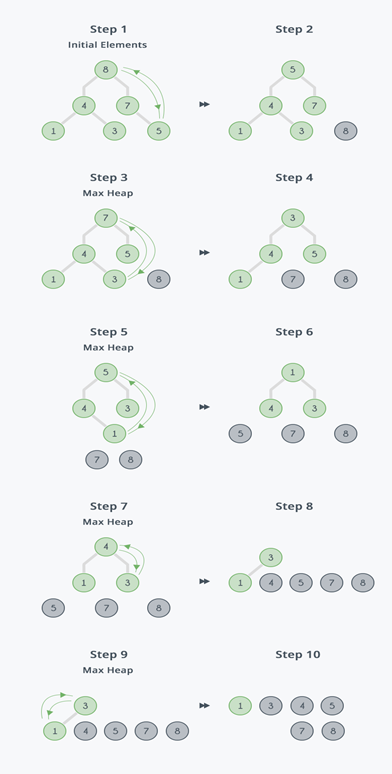 Step 1
Initial Elements
8
4 7
1 3 5
Step 2
5
4 7
1 3 8
Step 3
Max Heap
7
4 5
1 3 8
Step 4
3
4 5
1 7 8
Step 5
Max Heap
5
4 3
1
7 8
Step 6
1
4 3
5 7 8
Step 7
Max Heap
4
1 3
5 7 8
Step 8
3
1 4 5 7 8
Step 9
Max Heap
3
1 4 5 7 8
Step 10
1 3 4 5
7 8